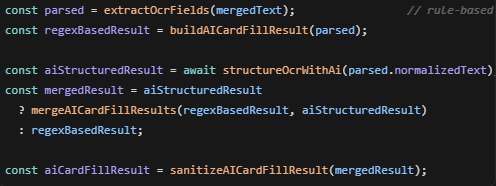 const parsed = extractOcrFields(mergedText); // rule-based
const regexBasedResult = buildAICardFillResult(parsed);
const aiStructuredResult = await structureOcrWithAi(parsed.normalizedText)
const mergedResult = aiStructuredResult
? mergeAICardFillResults(regexBasedResult, aiStructuredResult)
: regexBasedResult;
const aiCardFillResult = sanitizeAICardFillResult(mergedResult);